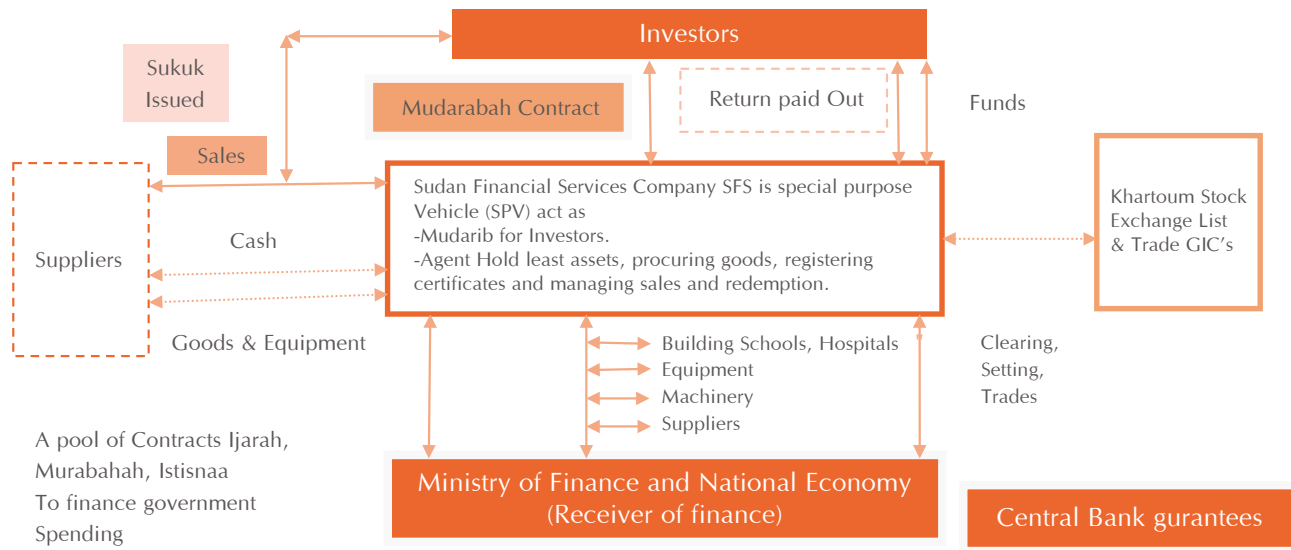 Investors
Sukuk
Issued
Mudarabah Contract
Return paid Out
Funds
Sales
Suppliers
Cash
Goods & Equipment
Sudan Financial Services Company SFS is special purpose
Vehicle (SPV) act as
-Mudarib for Investors.
-Agent Hold least assets, procuring goods, registering
certificates and managing sales and redemption.
Khartoum Stock
Exchange List
& Trade GIC’s
Building Schools, Hospitals
Equipment
Machinery
Suppliers
Clearing,
Setting,
Trades
A pool of Contracts Ijarah,
Murabahah, Istisnaa
To finance government
Spending
Ministry of Finance and National Economy
(Receiver of finance)
Central Bank gurantees